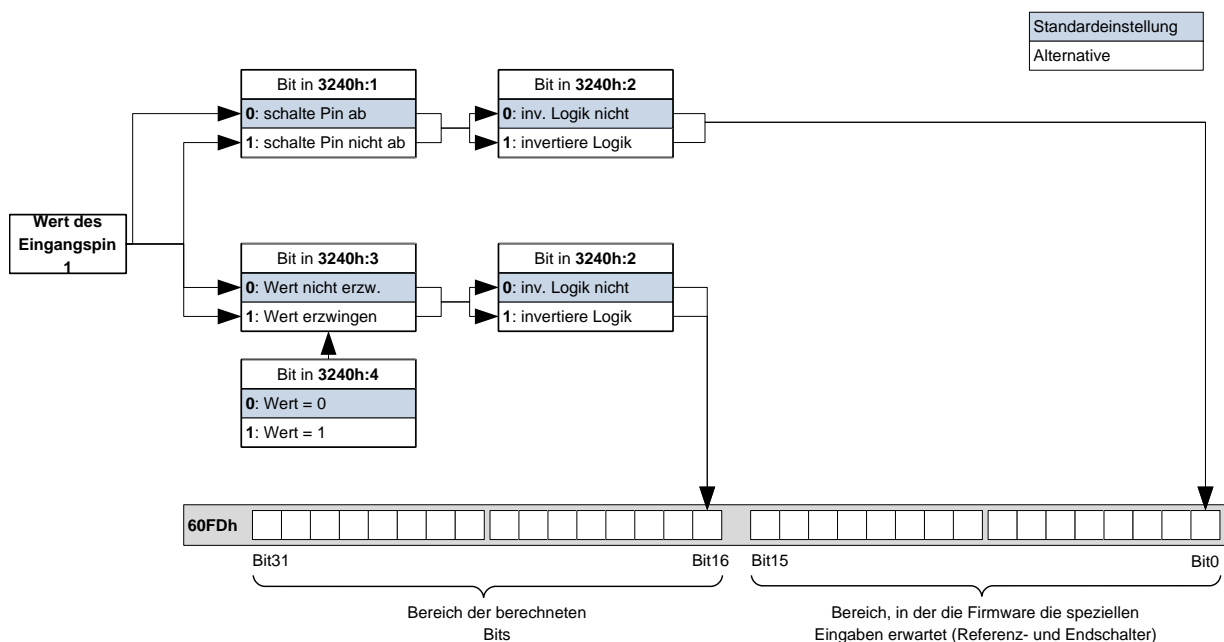 Standardeinstellung
Alternative
Bit in 3240h:1
0: schalte Pin ab
1: schalte Pin nicht ab
Bit in 3240h:2
0: inv. Logik nicht
1: invertiere Logik
Wert des
Eingangspin
1
Bit in 3240h:3
0: Wert nicht erzw.
1: Wert erzwingen
Bit in 3240h:2
0: inv. Logik nicht
1: invertiere Logik
Bit in 3240h:4
0: Wert = 0
1: Wert = 1
60FDh
Bit31
Bit16
Bit15
Bit0
Bereich der berechneten
Bits
Bereich, in der die Firmware die speziellen
Eingaben erwartet (Referenz- und Endschalter)